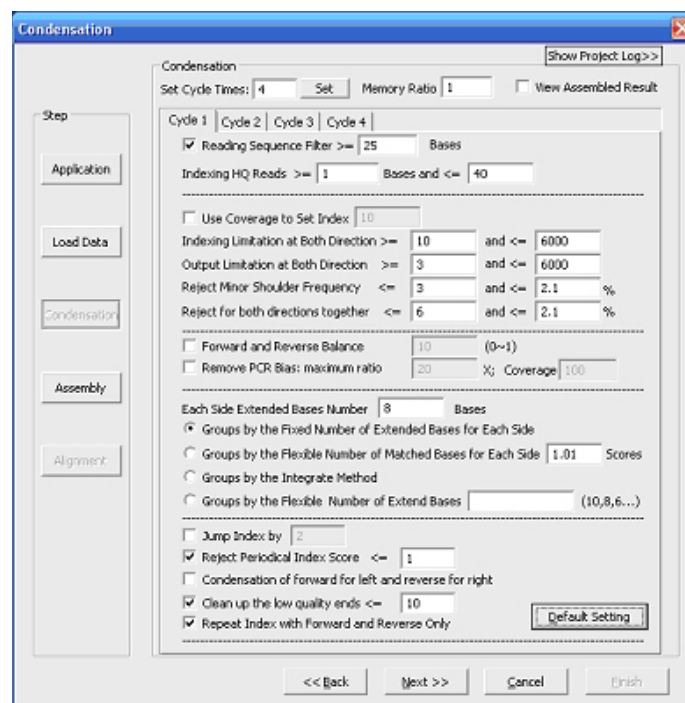 Condensation
Show Project Log>>
Condensation
Set Cycle Times: 4 Set Memory Ratio 1 View Assembled Result
Step
Cycle 1 Cycle 2 Cycle 3 Cycle 4
Reading Sequence Filter >= 25 Bases
Application
Indexing HQ Reads >= 1 Bases and <= 40
Use Coverage to Set Index 10
Load Data
Indexing Limitation at Both Direction >= 10 and <= 6000
Output Limitation at Both Direction >= 3 and <= 6000
Reject Minor Shoulder Frequency <= 3 and <= 2.1 %
Condensation
Reject for both directions together <= 6 and <= 2.1 %
Forward and Reverse Balance 10 (0~1)
Remove PCR Bias: maximum ratio 20 X; Coverage 100
Assembly
Each Side Extended Bases Number 8 Bases
Groups by the Fixed Number of Extended Bases for Each Side
Groups by the Flexible Number of Matched Bases for Each Side 1.01 Scores
Alignment
Groups by the Integrate Method
Groups by the Flexible Number of Extend Bases (10,8,6...)
Jump Index by 2
Reject Periodical Index Score <= 1
Condensation of forward for left and reverse for right
Clean up the low quality ends <= 10
Default Setting
Repeat Index with Forward and Reverse Only
<< Back Next >> Cancel Finish